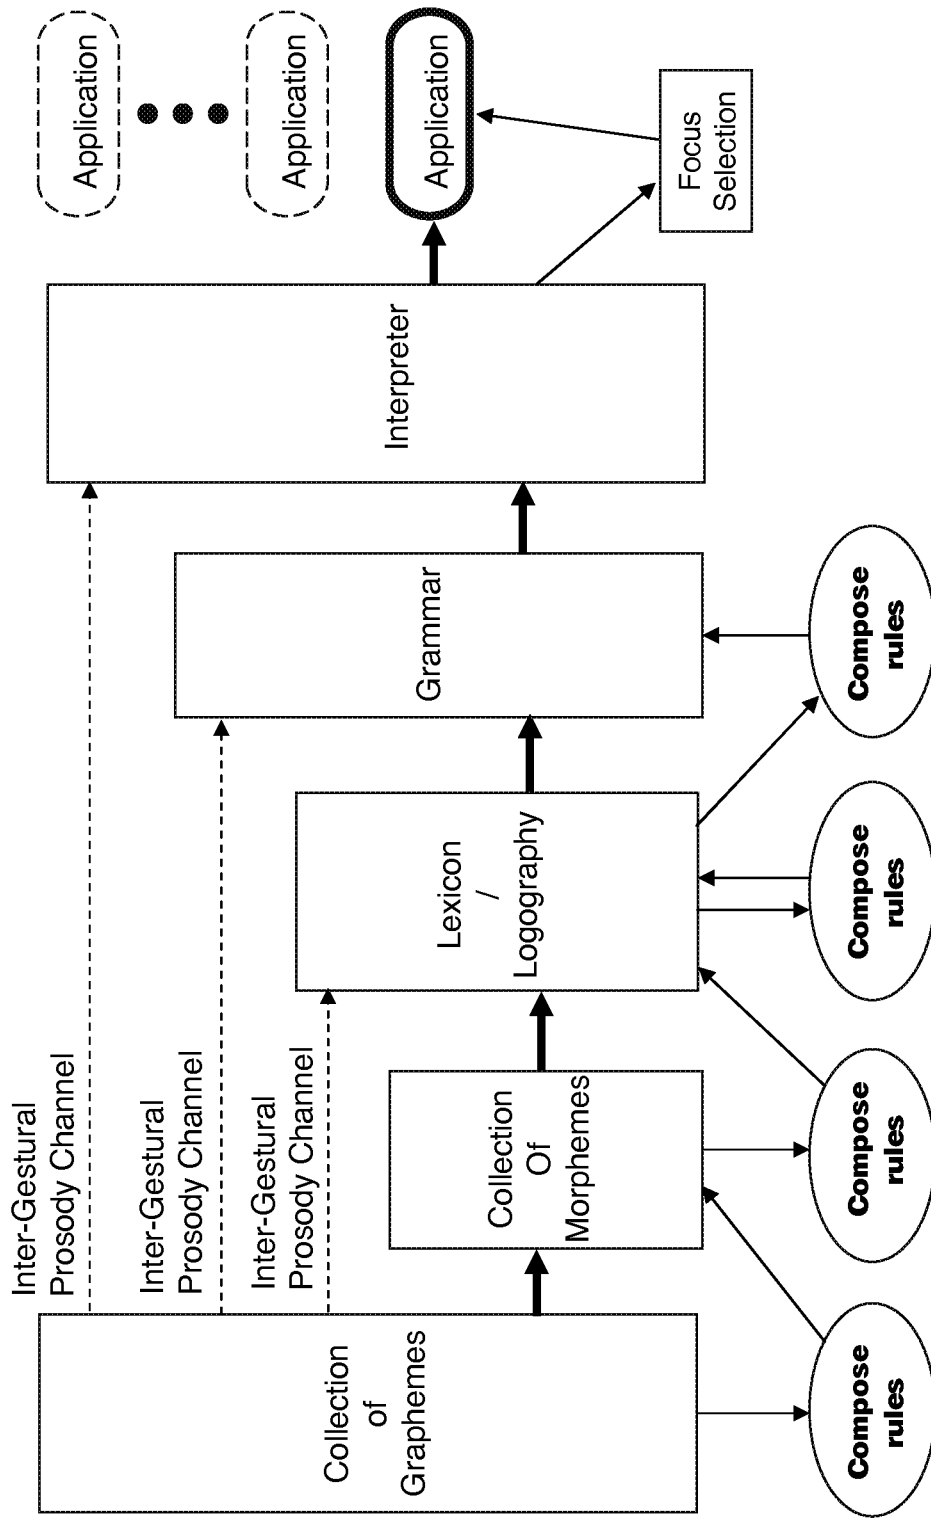 Inter-Gestural
Prosody Channel
Inter-Gestural
Prosody Channel
Inter-Gestural
Prosody Channel
Collection
of
Graphemes
Collection
Of
Morphemes
Lexicon
/
Logography
Grammar
Interpreter
Application
Application
Application
Focus
Selection
Compose
rules
Compose
rules
Compose
rules
Compose
rules